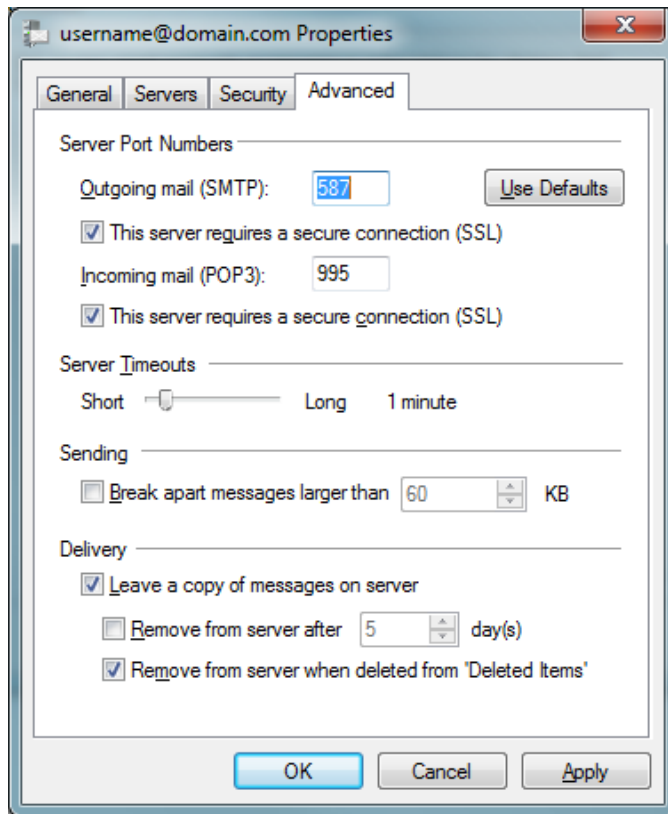 username@domain.com Properties
General Servers Security Advanced
Server Port Numbers
Outgoing mail (SMTP): 587 Use Defaults
This server requires a secure connection (SSL)
Incoming mail (POP3): 995
This server requires a secure connection (SSL)
Server Timeouts
Short Long 1 minute
Sending
Break apart messages larger than 60 KB
Delivery
Leave a copy of messages on server
Remove from server after 5 day(s)
Remove from server when deleted from 'Deleted Items'
OK Cancel Apply